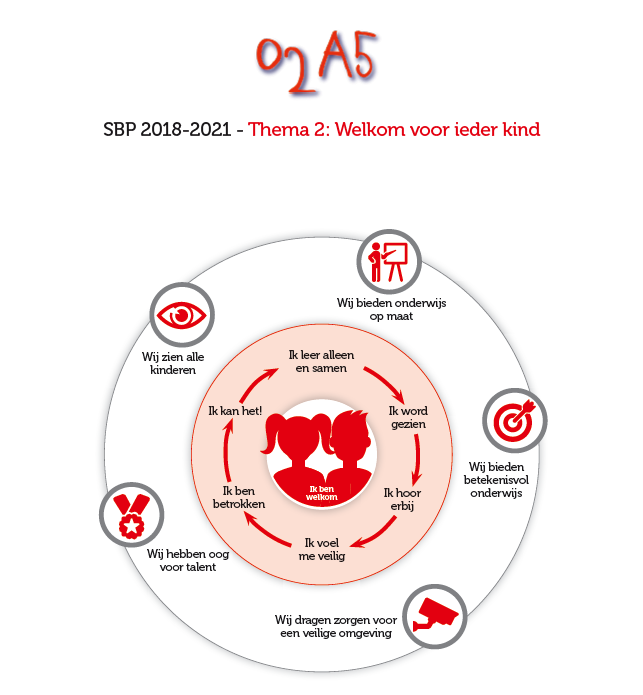 O2A5
SBP 2018-2021 - Thema 2: Welkom voor ieder kind
Wij bieden onderwijs
op maat
Wij zien alle
kinderen
Ik leer alleen
en samen
Ik kan het!
Ik word
gezien
Wij bieden
betekenisvol
onderwijs
Ik ben
welkom
Ik ben
betrokken
Ik hoor
erbij
Ik voel
me veilig
Wij hebben oog
voor talent
Wij dragen zorgen voor
een veilige omgeving